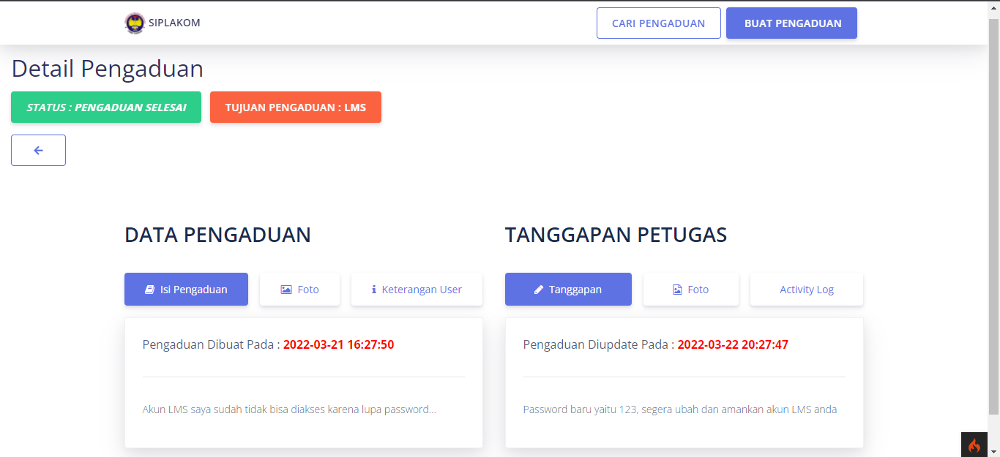 SIPLAKOM
CARI PENGADUAN
BUAT PENGADUAN
Detail Pengaduan
STATUS : PENGADUAN SELESAI
TUJUAN PENGADUAN : LMS
DATA PENGADUAN
TANGGAPAN PETUGAS
Isi Pengaduan
Foto
Keterangan User
Tanggapan
Foto
Activity Log
Pengaduan Dibuat Pada : 2022-03-21 16:27:50
Pengaduan Diupdate Pada : 2022-03-22 20:27:47
Akun LMS saya sudah tidak bisa diakses karena lupa password...
Password baru yaitu 123, segera ubah dan amankan akun LMS anda